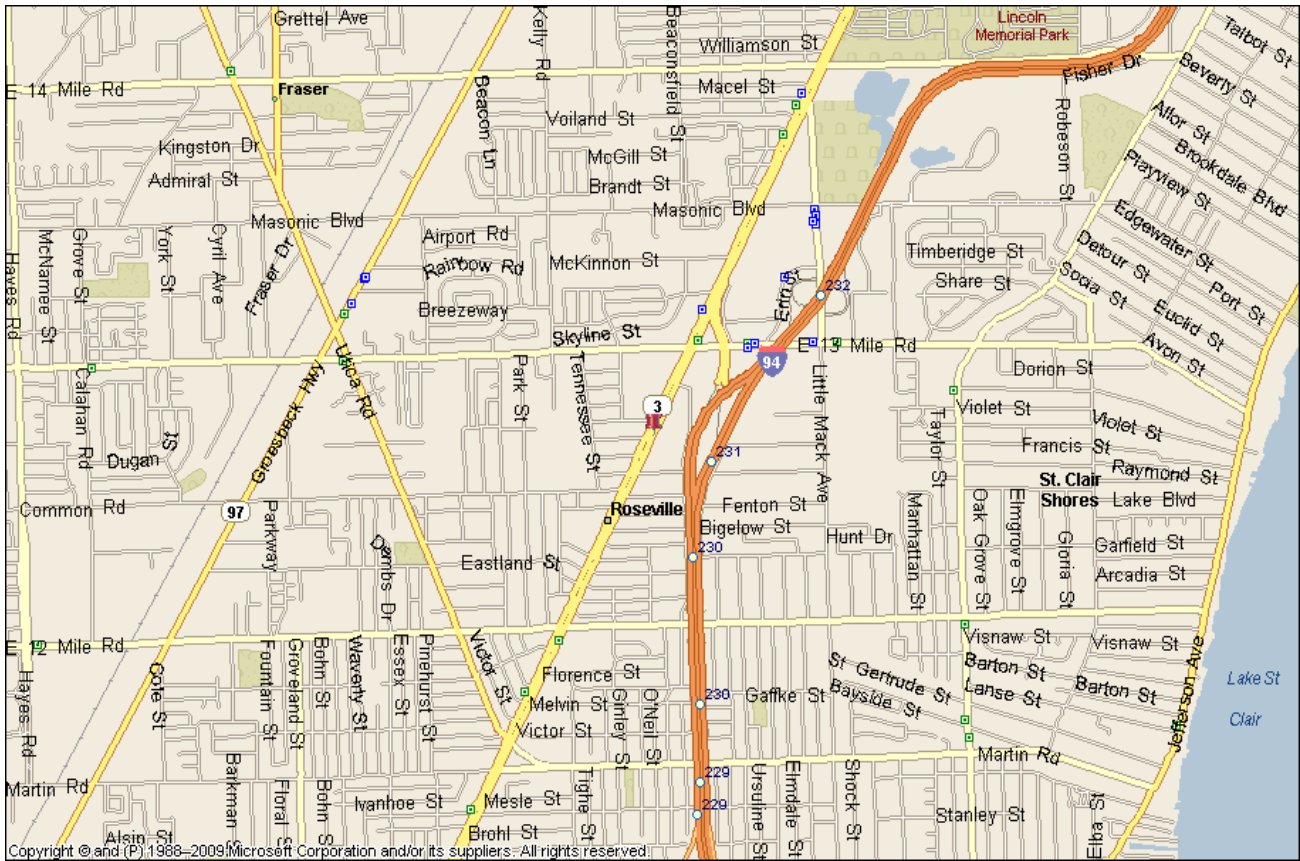 Grettel Ave
Kelly Rd
Beaconsfield St
Williamson St
Lincoln
Memorial Park
Talbot St
Fisher Dr
Beverly St
E 14 Mile Rd
Fraser
Beacon Ln
Macel St
Voiland St
Roberson St
Allor St
Brookdale Blvd
Kingston Dr
McGill St
Playview St
Admiral St
Brandt St
Masonic Blvd
Masonic Blvd
Edgewater St
McNamee St
Grove St
York St
Cyril Ave
Fraser Dr
Airport Rd
Rainbow Rd
McKinnon St
Timberidge St
Detour St
Hayes Rd
Share St
Socia St
Port St
232
Erin St
Breezeway
Euclid St
Skyline St
E 13 Mile Rd
Avon St
94
Utica Rd
Calahan Rd
Park St
Tennessee St
Little Mack Ave
Dorion St
3
Violet St
Violet St
Taylor St
Groesbeck Hwy
Dugan St
231
Francis St
Raymond St
St. Clair
Shores
Lake Blvd
Common Rd
97
Parkway
Roseville
Fenton St
Bigelow St
Manhattan St
Oak Grove St
Elmgrove St
Gloria St
Hunt Dr
Garfield St
230
Dembs Dr
Eastland St
Arcadia St
E 12 Mile Rd
Cole St
Fountain St
Groveland St
Bohn St
Waverly St
Essex St
Pinehurst St
Victor St
Visnaw St
Visnaw St
Hayes Rd
Florence St
St Gertrude St
Barton St
Barton St
Jefferson Ave
Lake St
Clair
Melvin St
Ginley St
O'Neil St
230
Gaffke St
Bayside St
Lanse St
Victor St
Martin Rd
Martin Rd
Barkman St
Floral St
Bohn St
Ivanhoe St
Mesle St
Tighe St
229
229
Ursuline St
Elmdale St
Shock St
Stanley St
Elba St
Alsin St
Brohl St
Copyright © and (P) 1988–2009 Microsoft Corporation and/or its suppliers. All rights reserved.